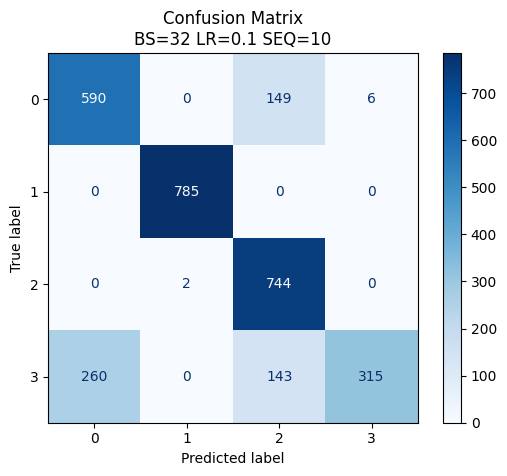 Confusion Matrix
BS=32 LR=0.1 SEQ=10
0 590 0 149 6
1 0 785 0 0
2 0 2 744 0
3 260 0 143 315
0 1 2 3
Predicted label
True label
700
600
500
400
300
200
100
0